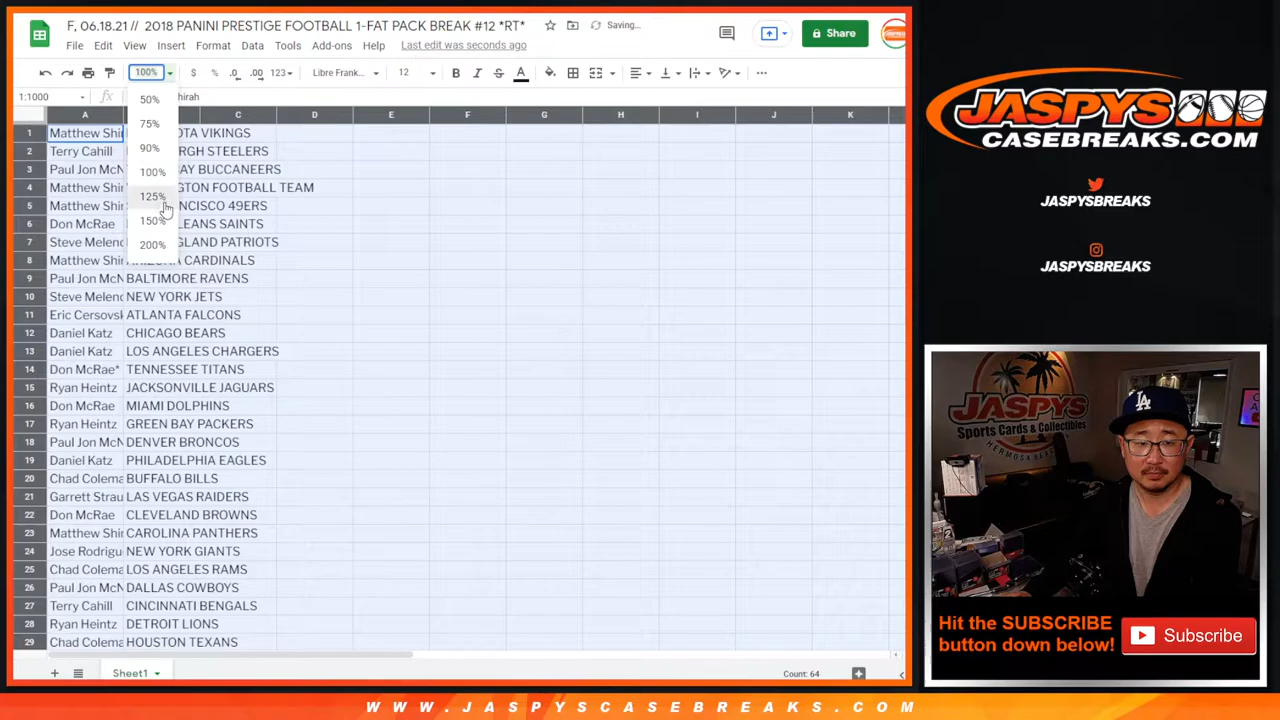 F, 06.18.21 // 2018 PANINI PRESTIGE FOOTBALL 1-FAT PACK BREAK #12 *RT*
Saving...
Share
File Edit View Insert Format Data Tools Add-ons Help Last edit was seconds ago
100% $ % .0 .00 123 Libre Frank... 12 B I S A
1:1000 fx hirah
50%
75%
90%
100%
125%
150%
200%
A C D E F G H I J K
1 Matthew Shi OTA VIKINGS
2 Terry Cahill RGH STEELERS
3 Paul Jon McN AY BUCCANEERS
4 Matthew Shi NGTON FOOTBALL TEAM
5 Matthew Shi NCISCO 49ERS
6 Don McRae LEANS SAINTS
7 Steve Melend GLAND PATRIOTS
8 Matthew Shi ARIZONA CARDINALS
9 Paul Jon McN BALTIMORE RAVENS
10 Steve Melend NEW YORK JETS
11 Eric Cersovsk ATLANTA FALCONS
12 Daniel Katz CHICAGO BEARS
13 Daniel Katz LOS ANGELES CHARGERS
14 Don McRae* TENNESSEE TITANS
15 Ryan Heintz JACKSONVILLE JAGUARS
16 Don McRae MIAMI DOLPHINS
17 Ryan Heintz GREEN BAY PACKERS
18 Paul Jon McN DENVER BRONCOS
19 Daniel Katz PHILADELPHIA EAGLES
20 Chad Colema BUFFALO BILLS
21 Garrett Strau LAS VEGAS RAIDERS
22 Don McRae CLEVELAND BROWNS
23 Matthew Shi CAROLINA PANTHERS
24 Jose Rodrigu NEW YORK GIANTS
25 Chad Colema LOS ANGELES RAMS
26 Paul Jon McN DALLAS COWBOYS
27 Terry Cahill CINCINNATI BENGALS
28 Ryan Heintz DETROIT LIONS
29 Chad Colema HOUSTON TEXANS
Sheet1
Count: 64
JASPYS
CASEBREAKS.COM
JASPYSBREAKS
JASPYSBREAKS
JASPYS
Sports Cards & Collectibles
HERMOSA BEACH
LA
Hit the SUBSCRIBE
button down below!
Subscribe
WWW.JASPYSCASEBREAKS.COM